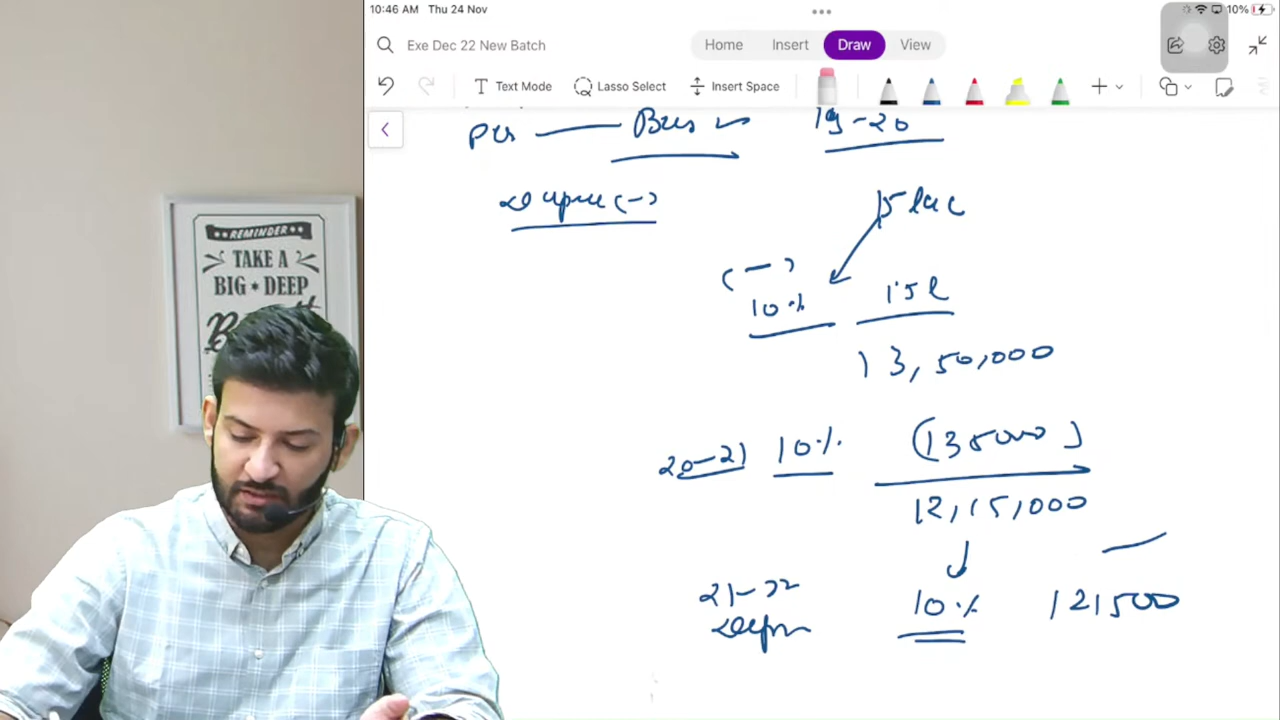 10:46 AM Thu 24 Nov
10%
Exe Dec 22 New Batch
Home Insert Draw View
Text Mode Lasso Select Insert Space
Bus 19-20
15 lac
(-)
10% 1.5 l
13,50,000
20-21 10% (135000)
12,15,000
21-22 10% 121500
REMINDER
TAKE A
BIG DEEP